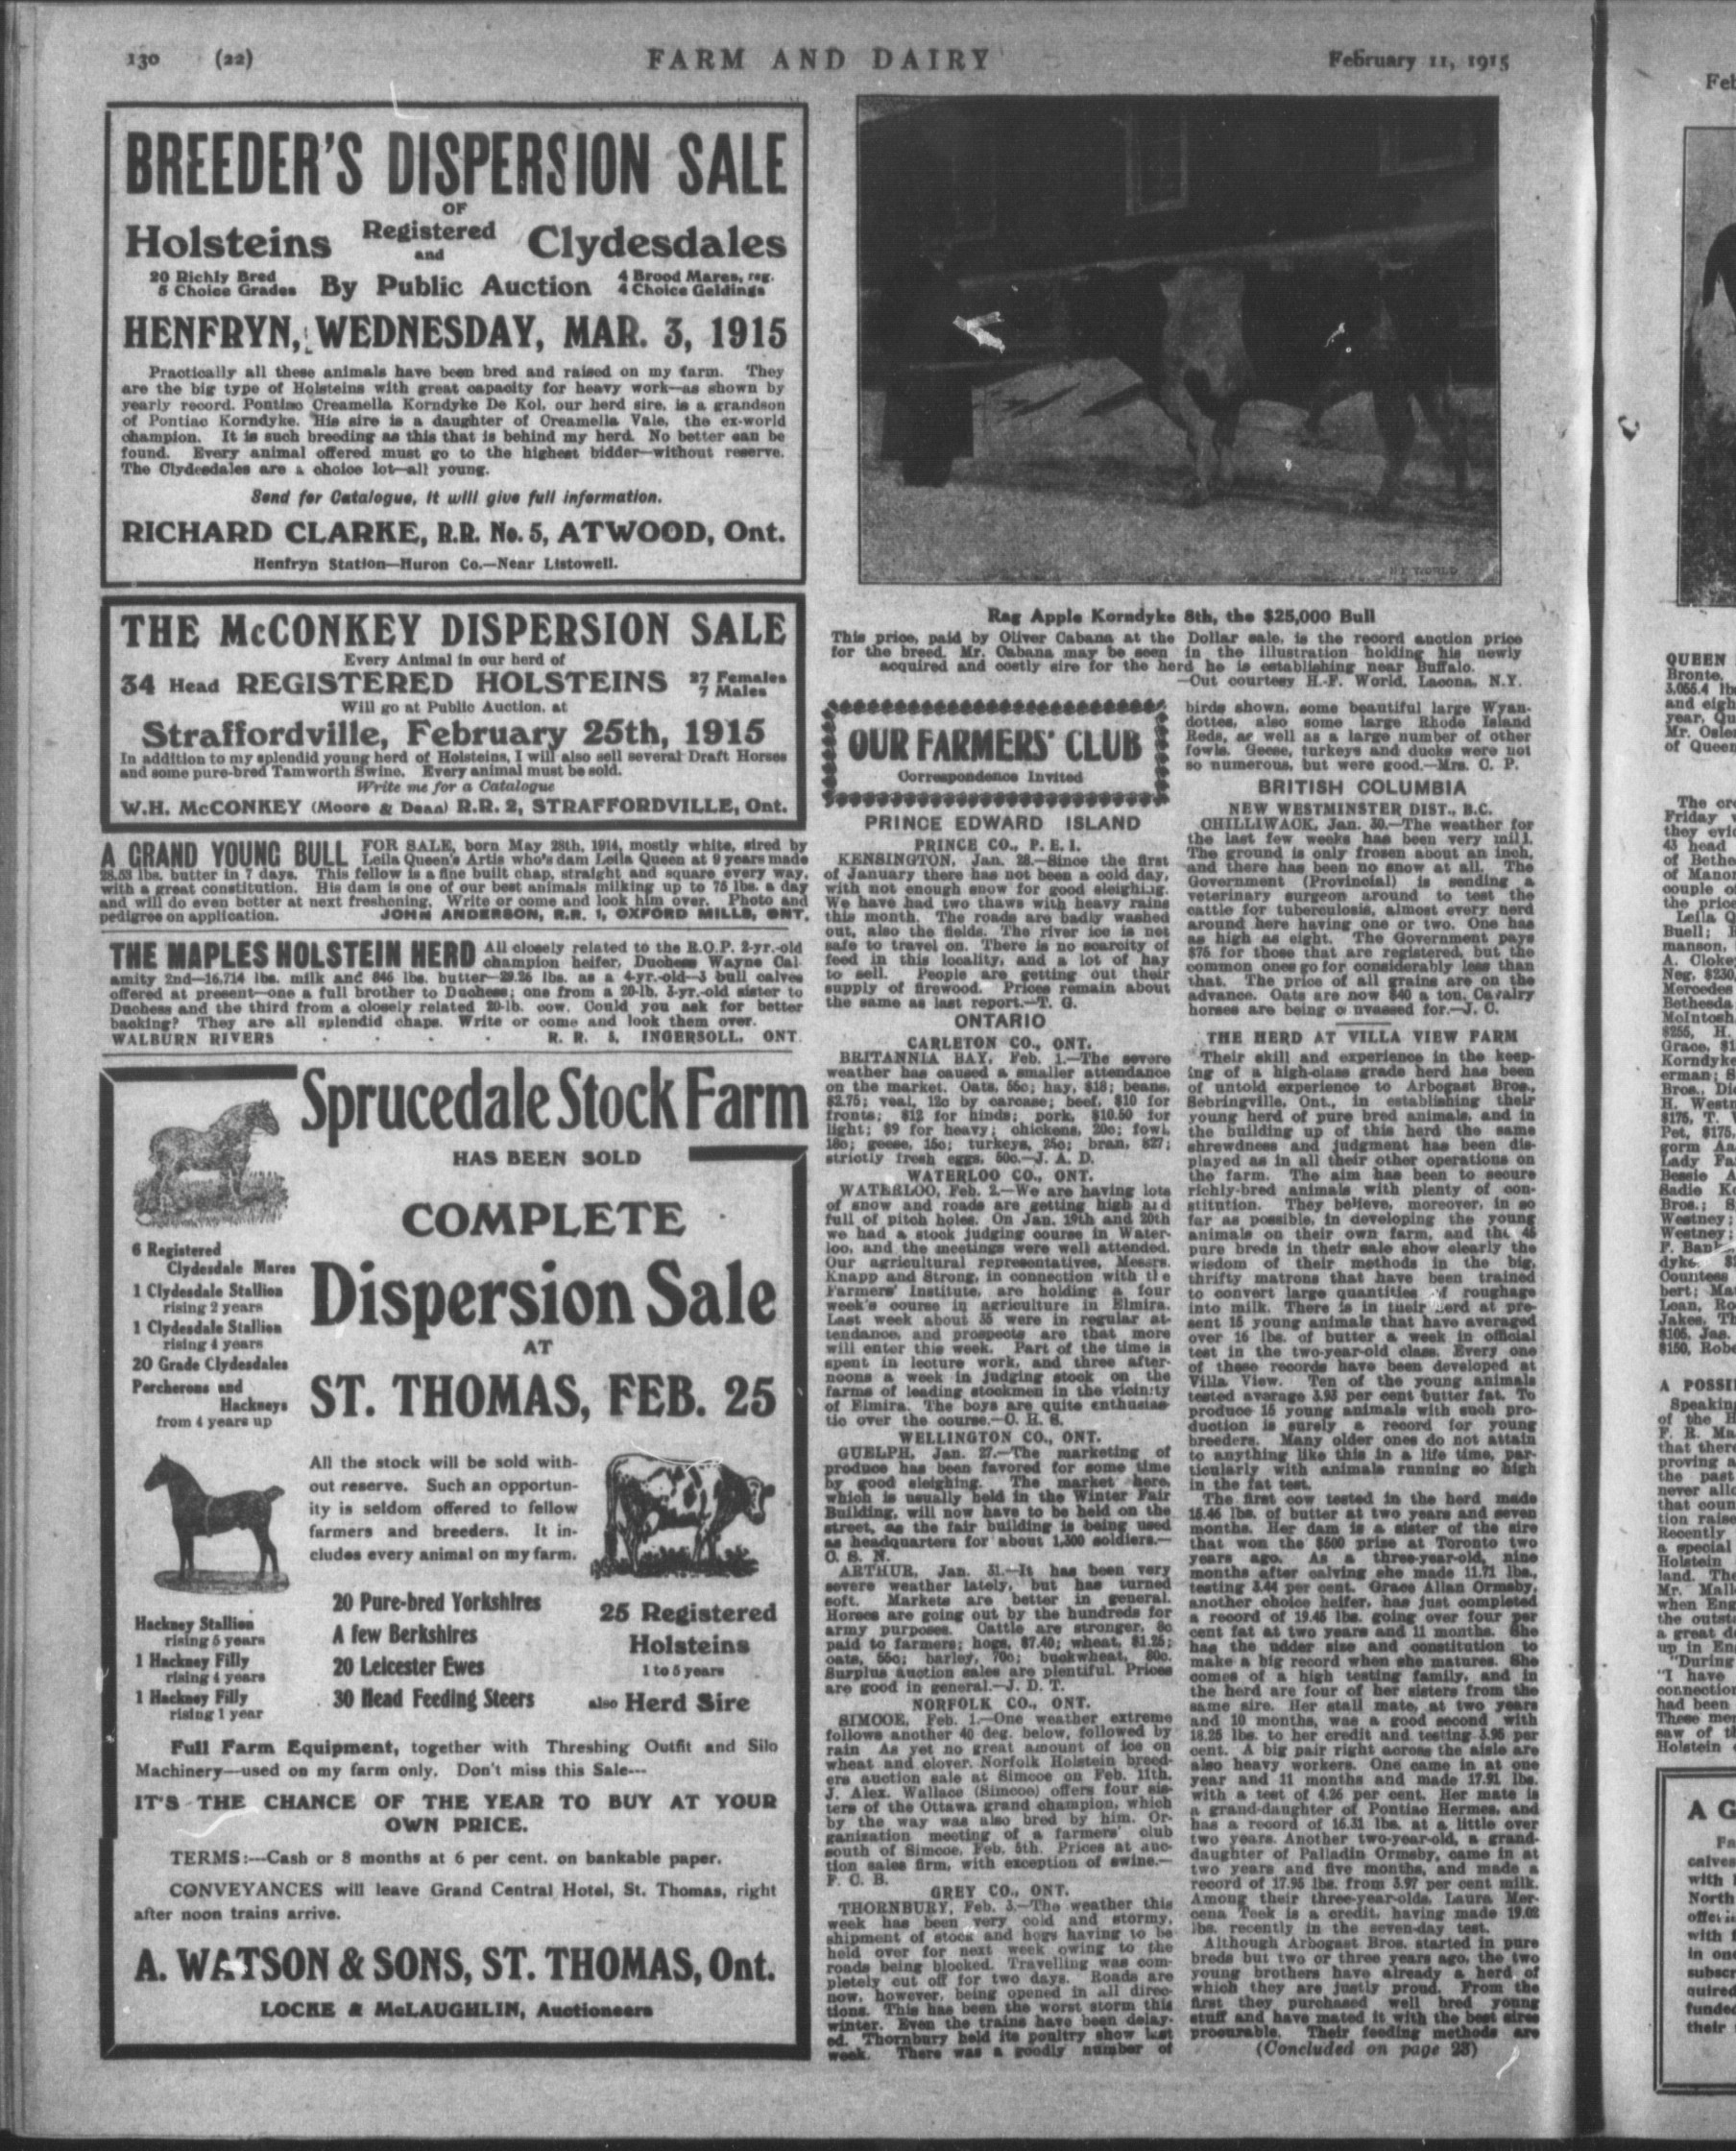 130 (22) FARM AND DAIRY February 11, 1915
BREEDER'S DISPERSION SALE
OF
Holsteins Registered and Clydesdales
20 Richly Bred
5 Choice Grades
By Public Auction
4 Brood Mares, reg.
4 Choice Geldings
HENFRYN, WEDNESDAY, MAR. 3, 1915
Practically all these animals have been bred and raised on my farm. They
are the big type of Holsteins with great capacity for heavy work—as shown by
yearly record. Pontiac Creamella Korndyke De Kol, our herd sire, is a grandson
of Pontiac Korndyke. His sire is a daughter of Creamella Vale, the ex-world
champion. It is such breeding as this that is behind my herd. No better can be
found. Every animal offered must go to the highest bidder—without reserve.
The Clydesdales are a choice lot—all young.
Send for Catalogue, it will give full information.
RICHARD CLARKE, R.R. No. 5, ATWOOD, Ont.
Henfryn Station—Huron Co.—Near Listowell.
THE McCONKEY DISPERSION SALE
Every Animal in our herd of
34 Head REGISTERED HOLSTEINS 27 Females
7 Males
Will go at Public Auction, at
Straffordville, February 25th, 1915
In addition to my splendid young herd of Holsteins, I will also sell several Draft Horses
and some pure-bred Tamworth Swine. Every animal must be sold.
Write me for a Catalogue
W.H. McCONKEY (Moore & Dean) R.R. 2, STRAFFORDVILLE, Ont.
A GRAND YOUNG BULL FOR SALE, born May 28th, 1914, mostly white, sired by
Leila Queen's Artis who's dam Leila Queen at 9 years made
28.53 lbs. butter in 7 days. This fellow is a fine built chap, straight and square every way,
with a great constitution. His dam is one of our best animals milking up to 75 lbs. a day
and will do even better at next freshening. Write or come and look him over. Photo and
pedigree on application. JOHN ANDERSON, R.R. 1, OXFORD MILLS, ONT.
THE MAPLES HOLSTEIN HERD All closely related to the R.O.P. 2-yr.-old
champion heifer, Duchess Wayne Cal-
amity 2nd—16,714 lbs. milk and 846 lbs. butter—29.26 lbs. as a 4-yr.-old—3 bull calves
offered at present—one a full brother to Duchess; one from a 20-lb. 3-yr.-old sister to
Duchess and the third from a closely related 20-lb. cow. Could you ask for better
backing? They are all splendid chaps. Write or come and look them over.
WALBURN RIVERS . . . . . R. R. 5, INGERSOLL, ONT.
Sprucedale Stock Farm
HAS BEEN SOLD
COMPLETE
Dispersion Sale
AT
ST. THOMAS, FEB. 25
6 Registered
Clydesdale Mares
1 Clydesdale Stallion
rising 2 years
1 Clydesdale Stallion
rising 4 years
20 Grade Clydesdales
Percherons and
Hackneys
from 4 years up
All the stock will be sold with-
out reserve. Such an opportun-
ity is seldom offered to fellow
farmers and breeders. It in-
cludes every animal on my farm.
Hackney Stallion
rising 5 years
1 Hackney Filly
rising 4 years
1 Hackney Filly
rising 1 year
20 Pure-bred Yorkshires
A few Berkshires
20 Leicester Ewes
30 Head Feeding Steers
25 Registered
Holsteins
1 to 5 years
also Herd Sire
Full Farm Equipment, together with Threshing Outfit and Silo
Machinery—used on my farm only. Don't miss this Sale---
IT'S THE CHANCE OF THE YEAR TO BUY AT YOUR
OWN PRICE.
TERMS:—Cash or 8 months at 6 per cent. on bankable paper.
CONVEYANCES will leave Grand Central Hotel, St. Thomas, right
after noon trains arrive.
A. WATSON & SONS, ST. THOMAS, Ont.
LOCKE & McLAUGHLIN, Auctioneers
H F WORLD
Rag Apple Korndyke 8th, the $25,000 Bull
This price, paid by Oliver Cabana at the Dollar sale, is the record auction price
for the breed. Mr. Cabana may be seen in the illustration holding his newly
acquired and costly sire for the herd he is establishing near Buffalo.
—Cut courtesy H.-F. World, Lacona, N.Y.
OUR FARMERS' CLUB
Correspondence Invited
PRINCE EDWARD ISLAND
PRINCE CO., P. E. I.
KENSINGTON, Jan. 28.—Since the first
of January there has not been a cold day,
with not enough snow for good sleighing.
We have had two thaws with heavy rains
this month. The roads are badly washed
out, also the fields. The river ice is not
safe to travel on. There is no scarcity of
feed in this locality, and a lot of hay
to sell. People are getting out their
supply of firewood. Prices remain about
the same as last report.—T. G.
ONTARIO
CARLETON CO., ONT.
BRITANNIA BAY, Feb. 1.—The severe
weather has caused a smaller attendance
on the market. Oats, 55c; hay, $18; beans,
$2.75; veal, 12c by carcase; beef, $10 for
fronts; $12 for hinds; pork, $10.50 for
light; $9 for heavy; chickens, 20c; fowl,
18c; geese, 15c; turkeys, 25c; bran, $27;
strictly fresh eggs, 50c.—J. A. D.
WATERLOO CO., ONT.
WATERLOO, Feb. 2.—We are having lots
of snow and roads are getting high and
full of pitch holes. On Jan. 19th and 20th
we had a stock judging course in Water-
loo, and the meetings were well attended.
Our agricultural representatives, Messrs.
Knapp and Strong, in connection with the
Farmers' Institute, are holding a four
week's course in agriculture in Elmira.
Last week about 35 were in regular at-
tendance, and prospects are that more
will enter this week. Part of the time is
spent in lecture work, and three after-
noons a week in judging stock on the
farms of leading stockmen in the vicinity
of Elmira. The boys are quite enthusias-
tic over the course.—C. H. S.
WELLINGTON CO., ONT.
GUELPH, Jan. 27.—The marketing of
produce has been favored for some time
by good sleighing. The market here,
which is usually held in the Winter Fair
Building, will now have to be held on the
street, as the fair building is being used
as headquarters for about 1,300 soldiers.—
O. S. N.
ARTHUR, Jan. 31.—It has been very
severe weather lately, but has turned
soft. Markets are better in general.
Horses are going out by the hundreds for
army purposes. Cattle are stronger, 8c
paid to farmers; hogs, $7.40; wheat, $1.25;
oats, 55c; barley, 70c; buckwheat, 80c.
Surplus auction sales are plentiful. Prices
are good in general.—J. D. T.
NORFOLK CO., ONT.
SIMCOE, Feb. 1.—One weather extreme
follows another 40 deg. below, followed by
rain As yet no great amount of ice on
wheat and clover. Norfolk Holstein breed-
ers auction sale at Simcoe on Feb. 11th.
J. Alex. Wallace (Simcoe) offers four sis-
ters of the Ottawa grand champion, which
by the way was also bred by him. Or-
ganization meeting of a farmers' club
south of Simcoe, Feb. 5th. Prices at auc-
tion sales firm, with exception of swine.—
F. C. B.
GREY CO., ONT.
THORNBURY, Feb. 3.—The weather this
week has been very cold and stormy,
shipment of stock and hogs having to be
held over for next week owing to the
roads being blocked. Travelling was com-
pletely cut off for two days. Roads are
now, however, being opened in all direc-
tions. This has been the worst storm this
winter. Even the trains have been delay-
ed. Thornbury held its poultry show last
week. There was a goodly number of
birds shown, some beautiful large Wyan-
dottes, also some large Rhode Island
Reds, as well as a large number of other
fowls. Geese, turkeys and ducks were not
so numerous, but were good.—Mrs. C. P.
BRITISH COLUMBIA
NEW WESTMINSTER DIST., B.C.
CHILLIWACK, Jan. 30.—The weather for
the last few weeks has been very mild.
The ground is only frozen about an inch,
and there has been no snow at all. The
Government (Provincial) is sending a
veterinary surgeon around to test the
cattle for tuberculosis, almost every herd
around here having one or two. One has
as high as eight. The Government pays
$75 for those that are registered, but the
common ones go for considerably less than
that. The price of all grains are on the
advance. Oats are now $40 a ton. Cavalry
horses are being canvassed for.—J. C.
THE HERD AT VILLA VIEW FARM
Their skill and experience in the keep-
ing of a high-class grade herd has been
of untold experience to Arbogast Bros.,
Sebringville, Ont., in establishing their
young herd of pure bred animals, and in
the building up of this herd the same
shrewdness and judgment has been dis-
played as in all their other operations on
the farm. The aim has been to secure
richly-bred animals with plenty of con-
stitution. They believe, moreover, in so
far as possible, in developing the young
animals on their own farm, and the 45
pure breds in their sale show clearly the
wisdom of their methods in the big,
thrifty matrons that have been trained
to convert large quantities of roughage
into milk. There is in their herd at pre-
sent 15 young animals that have averaged
over 16 lbs. of butter a week in official
test in the two-year-old class. Every one
of these records have been developed at
Villa View. Ten of the young animals
tested average 3.93 per cent butter fat. To
produce 15 young animals with such pro-
duction is surely a record for young
breeders. Many older ones do not attain
to anything like this in a life time, par-
ticularly with animals running so high
in the fat test.
The first cow tested in the herd made
15.46 lbs. of butter at two years and seven
months. Her dam is a sister of the sire
that won the $500 prize at Toronto two
years ago. As a three-year-old, nine
months after calving she made 11.71 lbs.,
testing 3.44 per cent. Grace Allan Ormsby,
another choice heifer, has just completed
a record of 19.45 lbs. going over four per
cent fat at two years and 11 months. She
has the udder size and constitution to
make a big record when she matures. She
comes of a high testing family, and in
the herd are four of her sisters from the
same sire. Her stall mate, at two years
and 10 months, was a good second with
18.25 lbs. to her credit and testing 3.95 per
cent. A big pair right across the aisle are
also heavy workers. One came in at one
year and 11 months and made 17.91 lbs.
with a test of 4.26 per cent. Her mate is
a grand-daughter of Pontiac Hermes, and
has a record of 16.31 lbs. at a little over
two years. Another two-year-old, a grand-
daughter of Palladin Ormsby, came in at
two years and five months, and made a
record of 17.95 lbs. from 3.97 per cent milk.
Among their three-year-olds, Laura Mer-
cena Teek is a credit, having made 19.02
lbs. recently in the seven-day test.
Although Arbogast Bros. started in pure
breds but two or three years ago, the two
young brothers have already a herd of
which they are justly proud. From the
first they purchased well bred young
stuff and have mated it with the best sires
procurable. Their feeding methods are
(Concluded on page 23)